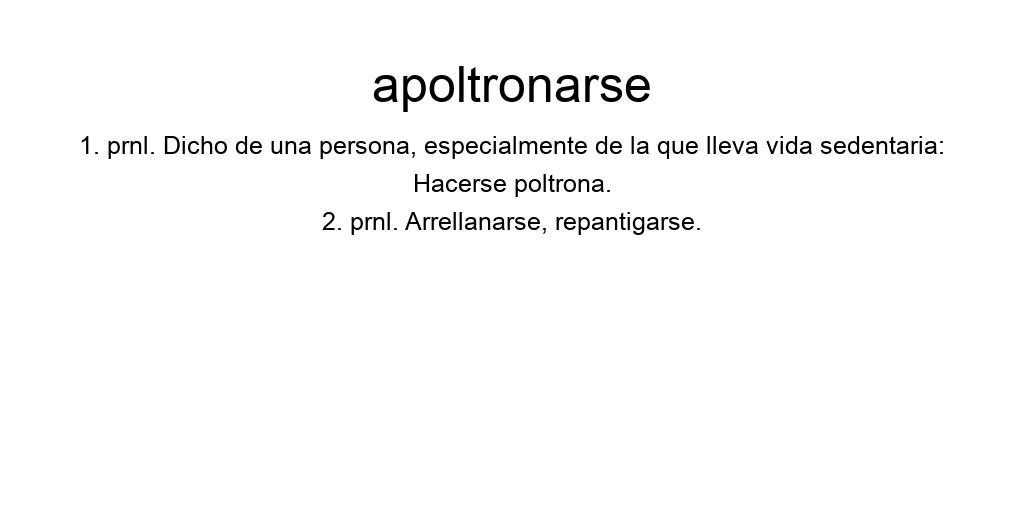 apoltronarse
1. prnl. Dicho de una persona, especialmente de la que lleva vida sedentaria:
Hacerse poltrona.
2. prnl. Arrellanarse, repantigarse.